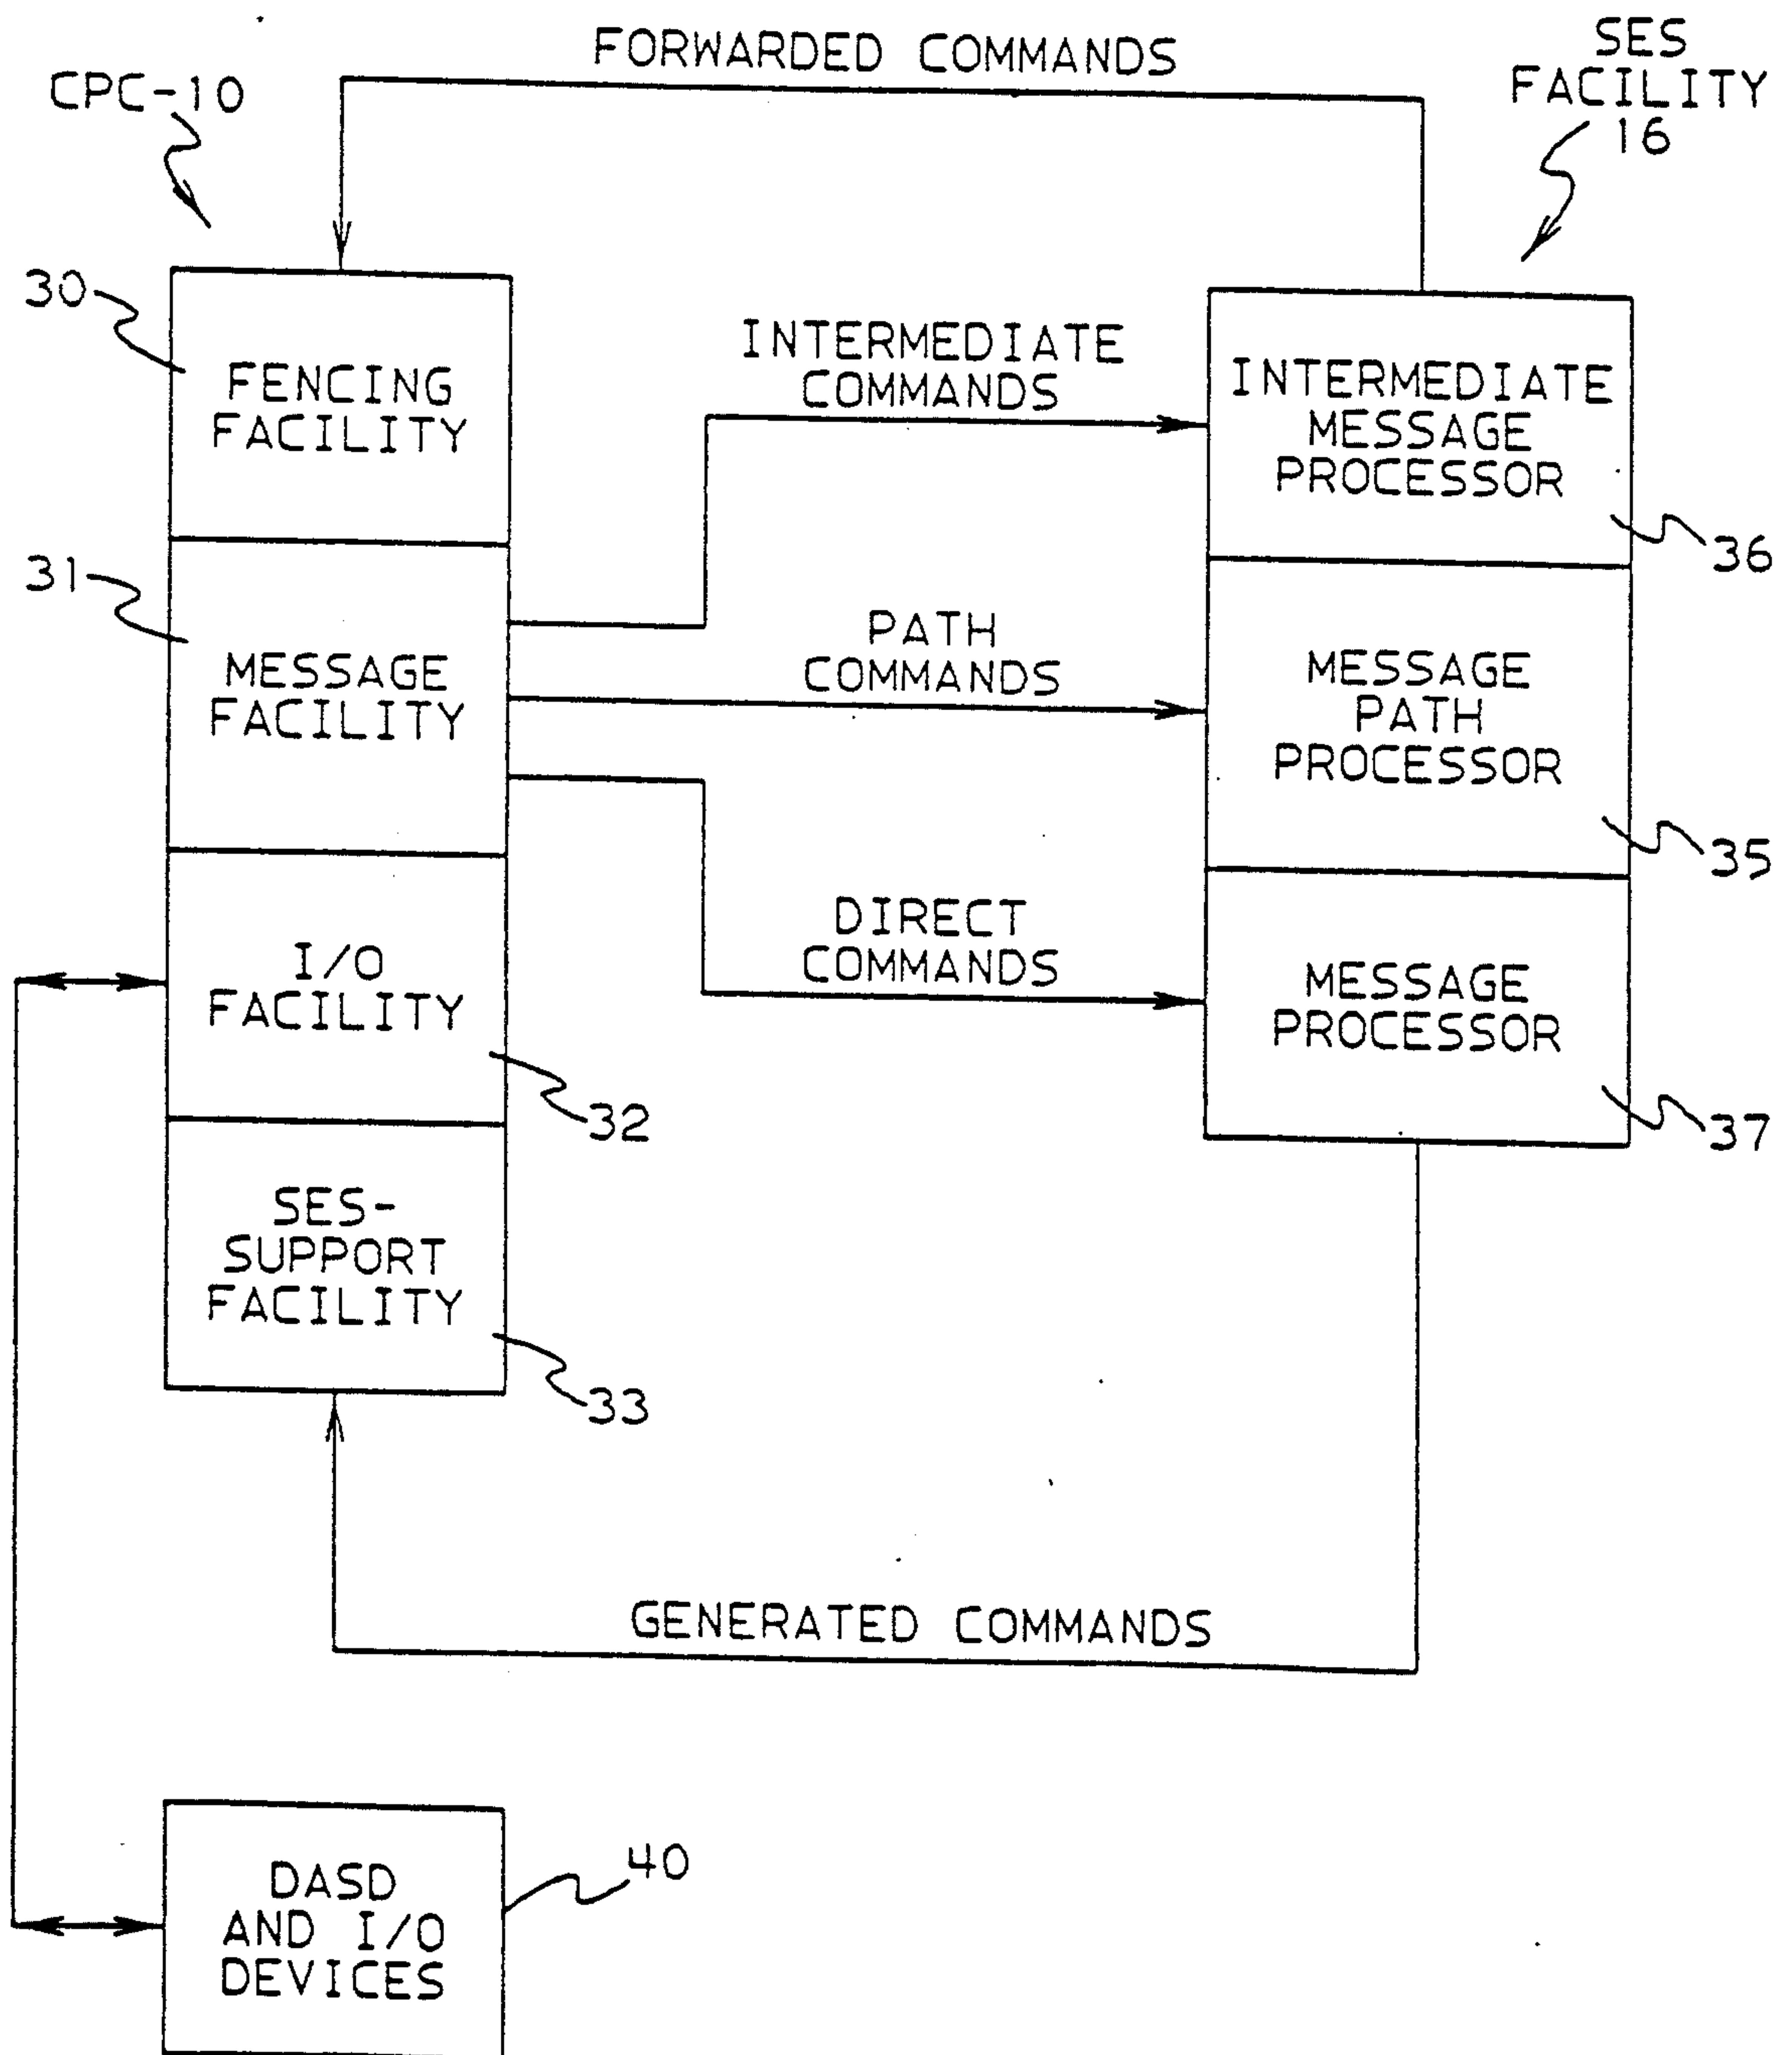 FORWARDED COMMANDS
SES
FACILITY
16
CPC-10
30
FENCING
FACILITY
INTERMEDIATE
COMMANDS
INTERMEDIATE
MESSAGE
PROCESSOR
36
31
MESSAGE
FACILITY
PATH
COMMANDS
MESSAGE
PATH
PROCESSOR
35
I/O
FACILITY
32
DIRECT
COMMANDS
MESSAGE
PROCESSOR
37
SES-
SUPPORT
FACILITY
33
GENERATED COMMANDS
DASD
AND I/O
DEVICES
40